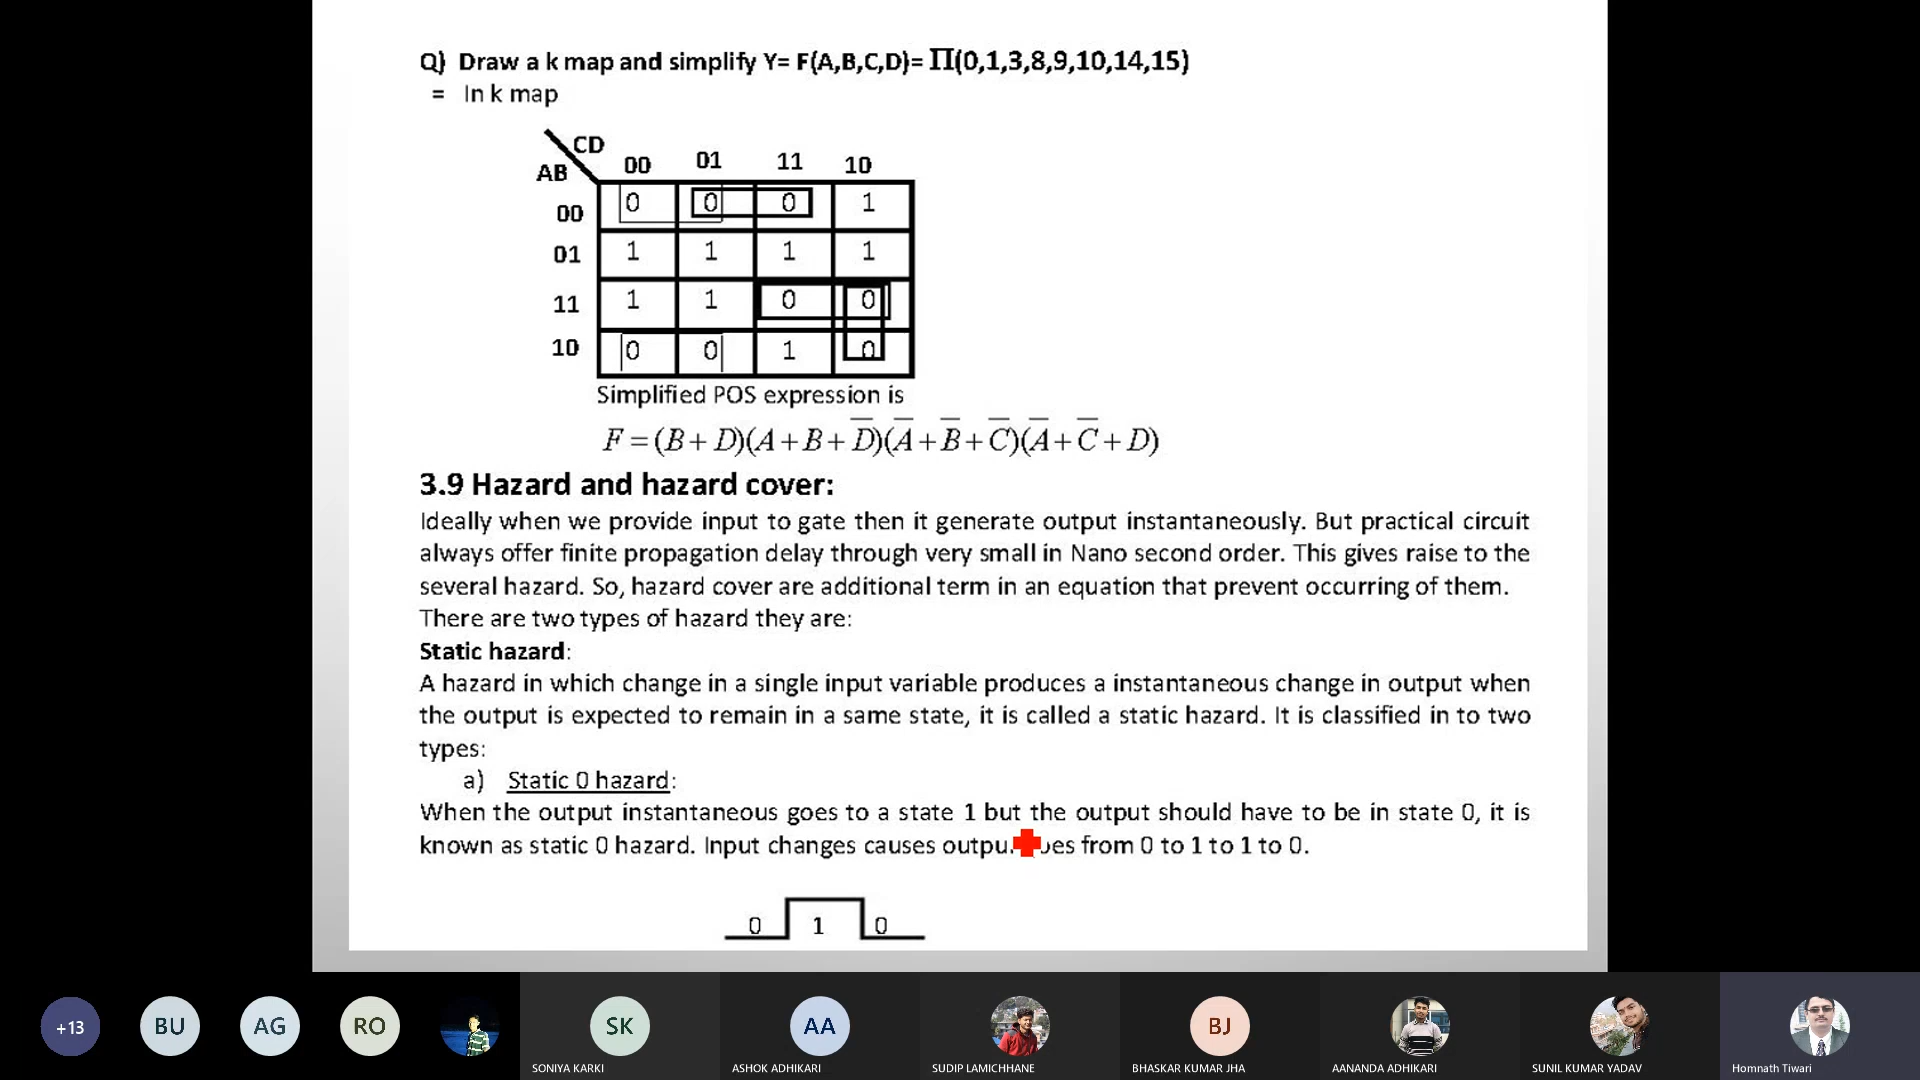 Q) Draw a k map and simplify Y= F(A,B,C,D)= Π(0,1,3,8,9,10,14,15)
= In k map
CD
AB 00 01 11 10
00 0 0 0 1
01 1 1 1 1
11 1 1 0 0
10 0 0 1 0
Simplified POS expression is
F = (B + D)(A + B + D̅)(A̅ + B̅ + C̅)(A̅ + C̅ + D)
3.9 Hazard and hazard cover:
Ideally when we provide input to gate then it generate output instantaneously. But practical circuit
always offer finite propagation delay through very small in Nano second order. This gives raise to the
several hazard. So, hazard cover are additional term in an equation that prevent occurring of them.
There are two types of hazard they are:
Static hazard:
A hazard in which change in a single input variable produces a instantaneous change in output when
the output is expected to remain in a same state, it is called a static hazard. It is classified in to two
types:
a) Static 0 hazard:
When the output instantaneous goes to a state 1 but the output should have to be in state 0, it is
known as static 0 hazard. Input changes causes from 0 to 1 to 1 to 0.
0 1 0
+13 BU AG RO SK AA BJ
SONIYA KARKI ASHOK ADHIKARI SUDIP LAMICHHANE BHASKAR KUMAR JHA AANANDA ADHIKARI SUNIL KUMAR YADAV Homnath Tiwari